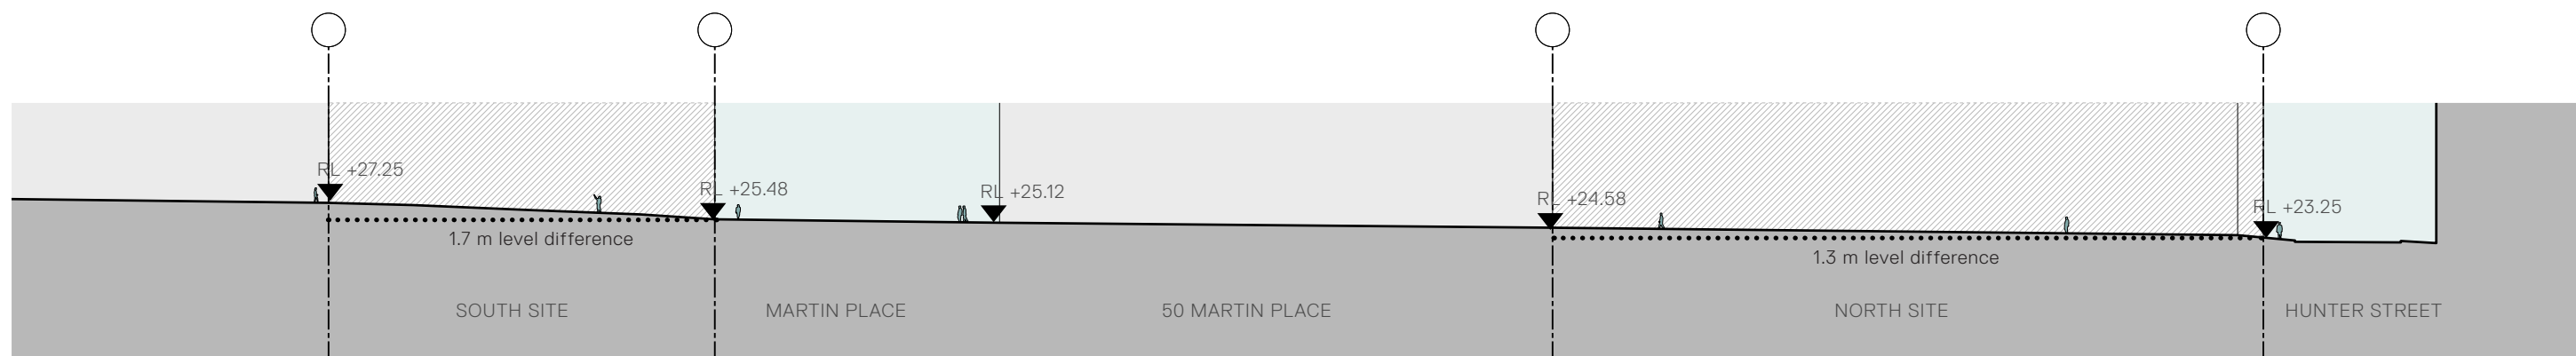 RL +27.25
RL +25.48
RL +25.12
RL +24.58
RL +23.25
1.7 m level difference
1.3 m level difference
SOUTH SITE
MARTIN PLACE
50 MARTIN PLACE
NORTH SITE
HUNTER STREET